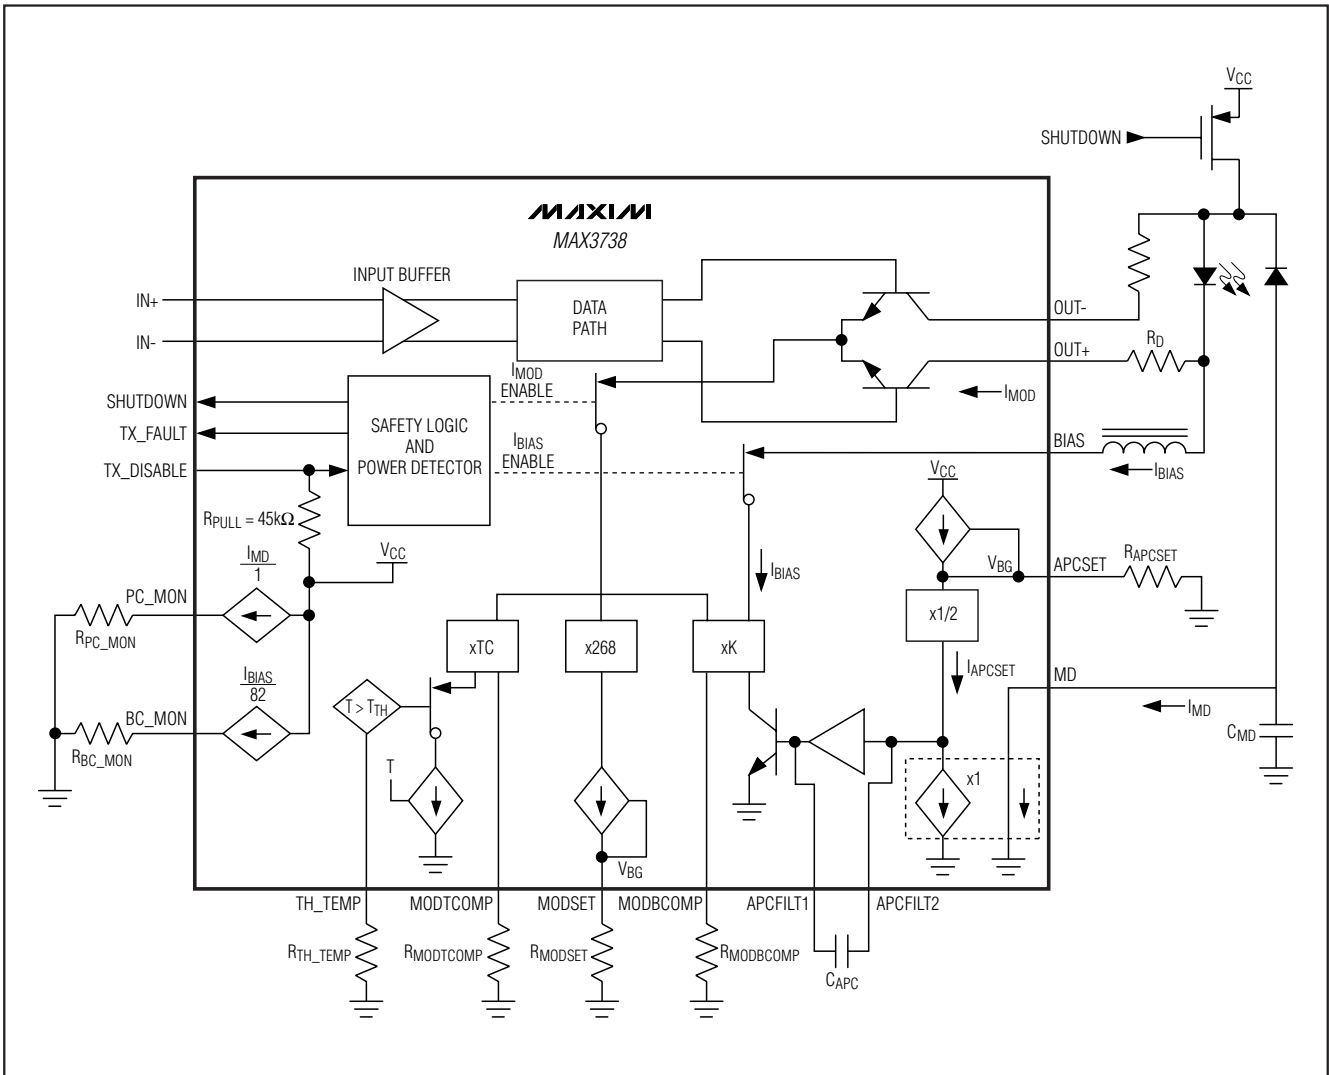 VCC
SHUTDOWN
MAXIM
MAX3738
INPUT BUFFER
IN+
IN-
DATA
PATH
OUT-
RD
OUT+
IMOD
IMOD
ENABLE
SHUTDOWN
TX_FAULT
TX_DISABLE
SAFETY LOGIC
AND
POWER DETECTOR
IBIAS
ENABLE
BIAS
IBIAS
VCC
RPULL = 45kΩ
IMD
1
VCC
IBIAS
VBG
APCSET
RAPCSET
PC_MON
RPC_MON
x1/2
xTC
x268
xK
IAPCSET
MD
IMD
IBIAS
82
BC_MON
RBC_MON
T > TTH
CMD
T
x1
VBG
TH_TEMP
MODTCOMP
MODSET
MODBCOMP
APCFILT1
APCFILT2
RTH_TEMP
RMODTCOMP
RMODSET
RMODBCOMP
CAPC